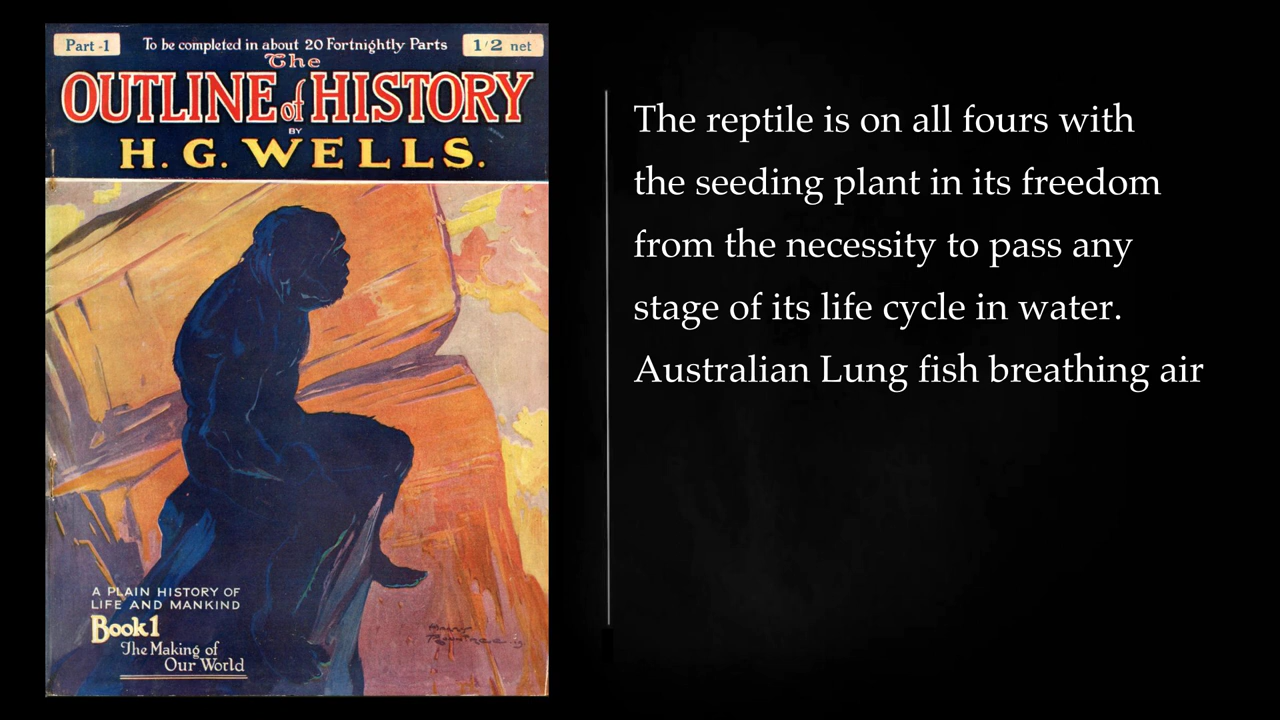 Part -1
To be completed in about 20 Fortnightly Parts
1/2 net
The
OUTLINE of HISTORY
BY
H. G. WELLS.
A PLAIN HISTORY OF
LIFE AND MANKIND
Book 1
The Making of
Our World
The reptile is on all fours with
the seeding plant in its freedom
from the necessity to pass any
stage of its life cycle in water.
Australian Lung fish breathing air